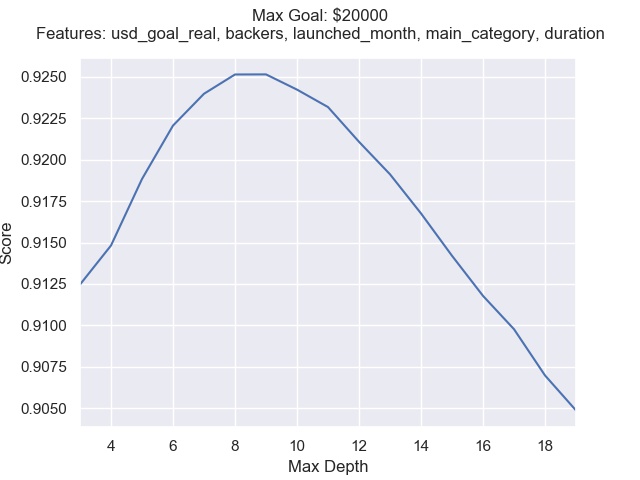 Max Goal: $20000
Features: usd_goal_real, backers, launched_month, main_category, duration
0.9250
0.9225
0.9200
0.9175
0.9150
0.9125
0.9100
0.9075
0.9050
Score
4 6 8 10 12 14 16 18
Max Depth